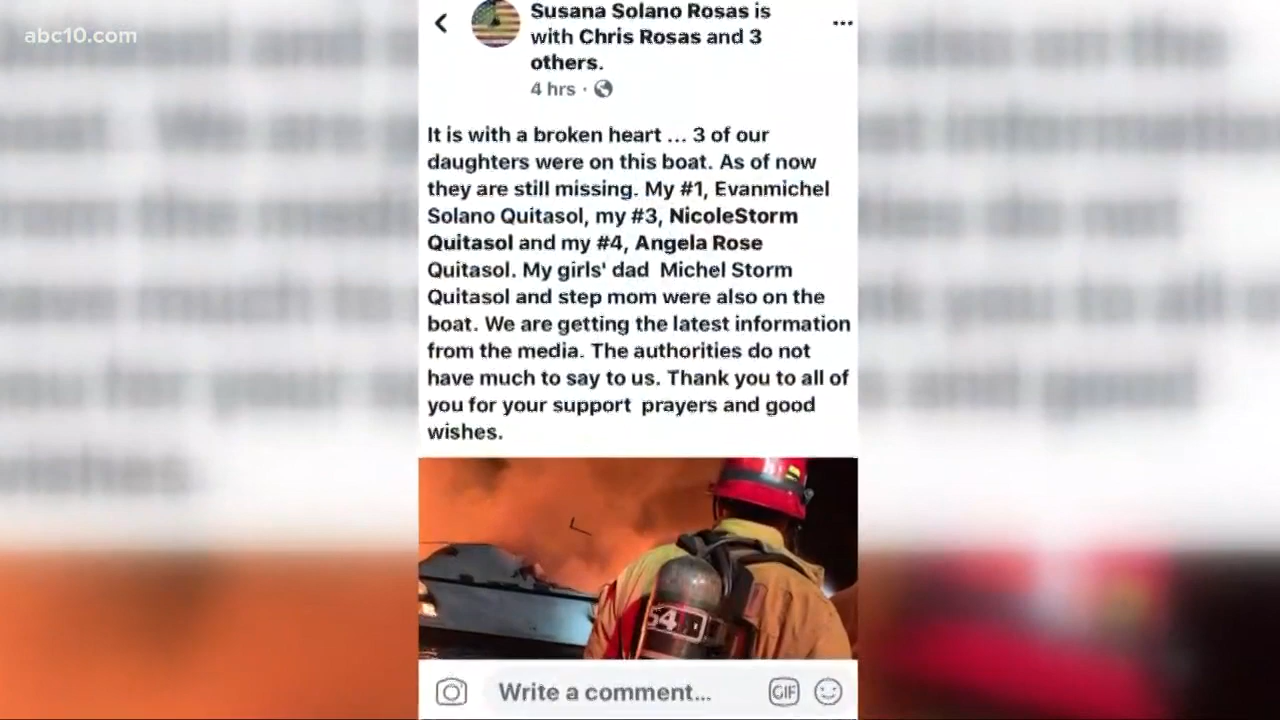 abc10.com
Susana Solano Rosas is
with Chris Rosas and 3
others.
4 hrs ·
It is with a broken heart ... 3 of our
daughters were on this boat. As of now
they are still missing. My #1, Evanmichel
Solano Quitasol, my #3, NicoleStorm
Quitasol and my #4, Angela Rose
Quitasol. My girls' dad Michel Storm
Quitasol and step mom were also on the
boat. We are getting the latest information
from the media. The authorities do not
have much to say to us. Thank you to all of
you for your support prayers and good
wishes.
54
Write a comment...
GIF